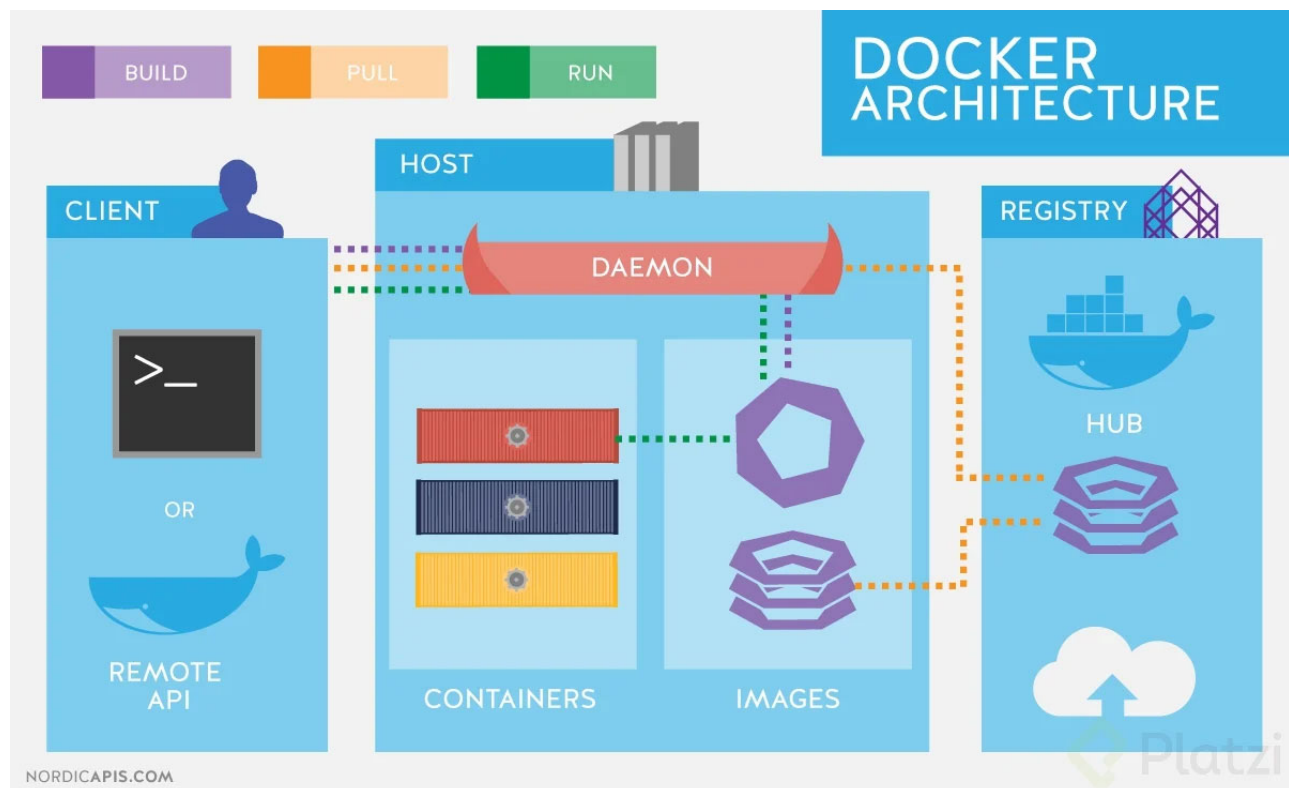 BUILD
PULL
RUN
DOCKER
ARCHITECTURE
CLIENT
>_
OR
REMOTE
API
HOST
DAEMON
CONTAINERS
IMAGES
REGISTRY
HUB
NORDICAPIS.COM
Platzi